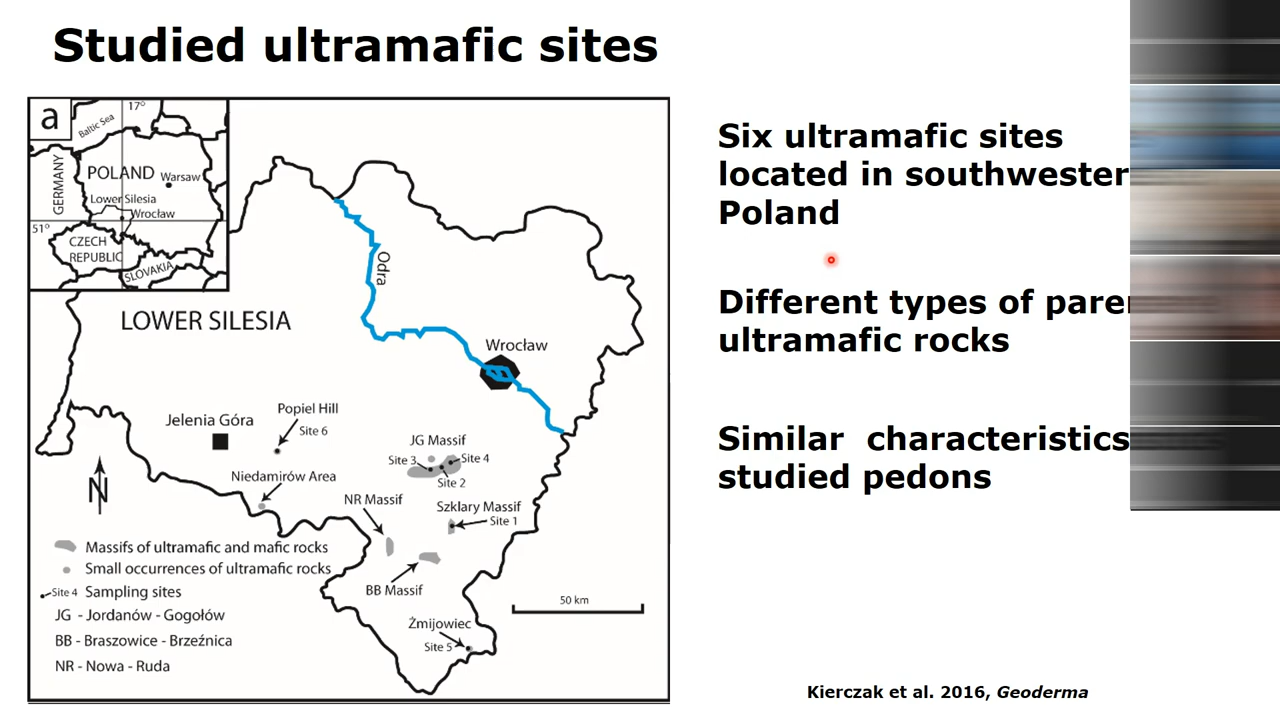 Studied ultramafic sites
a
17°
Baltic Sea
GERMANY
POLAND
Warsaw
Lower Silesia
Wrocław
51°
CZECH
REPUBLIC
SLOVAKIA
Odra
LOWER SILESIA
Wrocław
Jelenia Góra
Popiel Hill
Site 6
JG Massif
Site 3
Site 4
Site 2
Niedamirów Area
NR Massif
Szklary Massif
Site 1
BB Massif
50 km
Żmijowiec
Site 5
N
Massifs of ultramafic and mafic rocks
Small occurrences of ultramafic rocks
Site 4 Sampling sites
JG - Jordanów - Gogołów
BB - Braszowice - Brzeźnica
NR - Nowa - Ruda
Six ultramafic sites
located in southwester
Poland
Different types of
ultramafic rocks
Similar characteristics
studied pedons
Kierczak et al. 2016, Geoderma